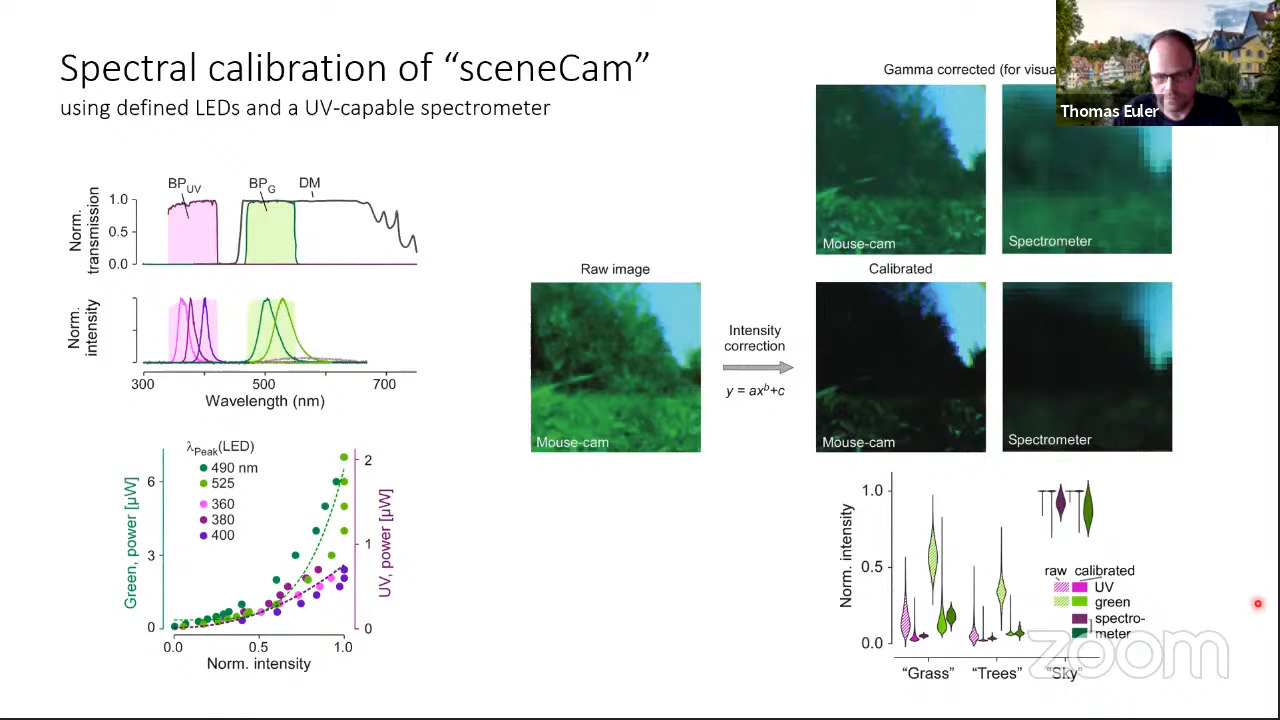 Spectral calibration of “sceneCam”
using defined LEDs and a UV-capable spectrometer
Gamma corrected (for visua
Thomas Euler
Mouse-cam
Spectrometer
BP_UV
BP_G
DM
Norm.
transmission
1.0
0.5
0.0
Norm.
intensity
300
500
700
Wavelength (nm)
Raw image
Mouse-cam
Intensity
correction
y = ax^b+c
Calibrated
Mouse-cam
Spectrometer
λ_Peak(LED)
490 nm
525
360
380
400
Green, power [µW]
6
3
0
UV, power [µW]
2
1
0
0.0
0.5
1.0
Norm. intensity
Norm. intensity
1.0
0.5
0.0
raw calibrated
UV
green
spectro-
meter
“Grass”
“Trees”
“Sky”
zoom